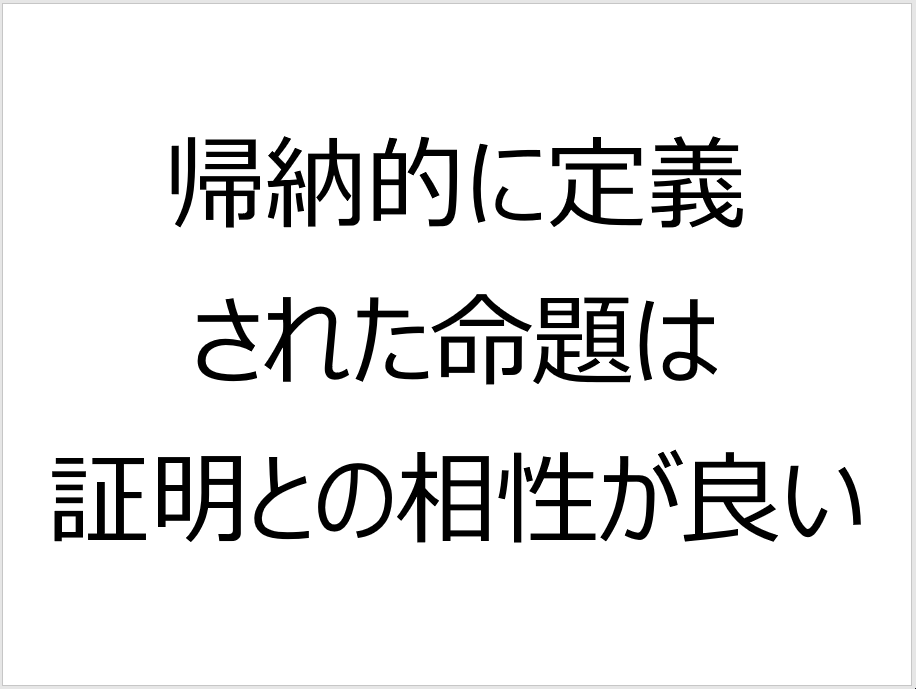 帰納的に定義
された命題は
証明との相性が良い